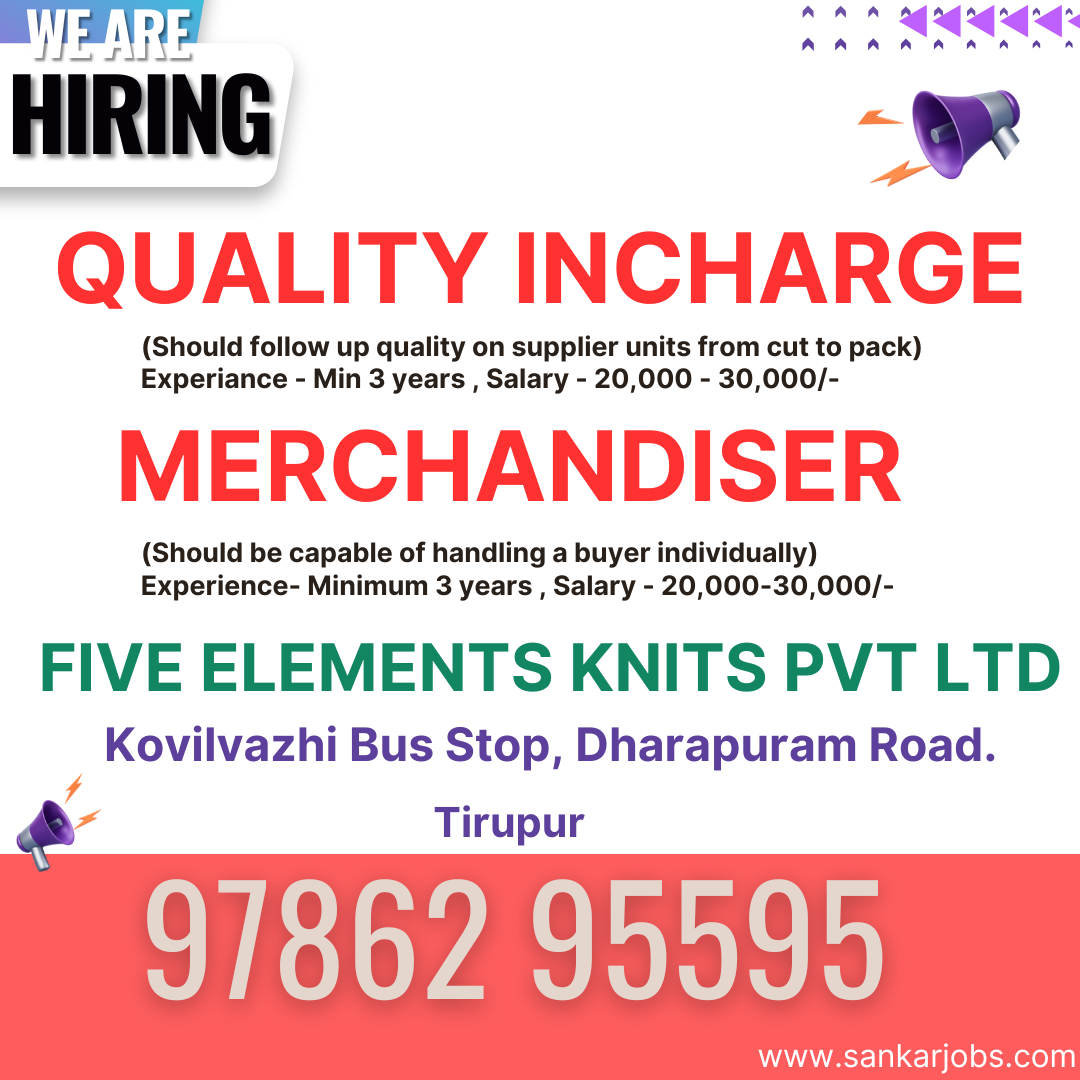 WE ARE
HIRING
QUALITY INCHARGE
(Should follow up quality on supplier units from cut to pack)
Experiance - Min 3 years , Salary - 20,000 - 30,000/-
MERCHANDISER
(Should be capable of handling a buyer individually)
Experience- Minimum 3 years , Salary - 20,000-30,000/-
FIVE ELEMENTS KNITS PVT LTD
Kovilvazhi Bus Stop, Dharapuram Road.
Tirupur
97862 95595
www.sankarjobs.com